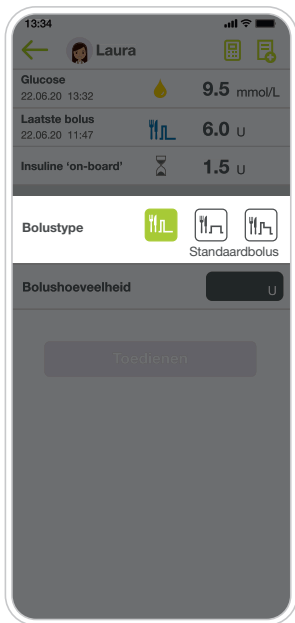 13:34
Laura
Glucose
22.06.20 13:32
9.5 mmol/L
Laatste bolus
22.06.20 11:47
6.0 U
Insuline ‘on-board’
1.5 U
Bolustype
Standaardbolus
Bolushoeveelheid
U
Toedienen